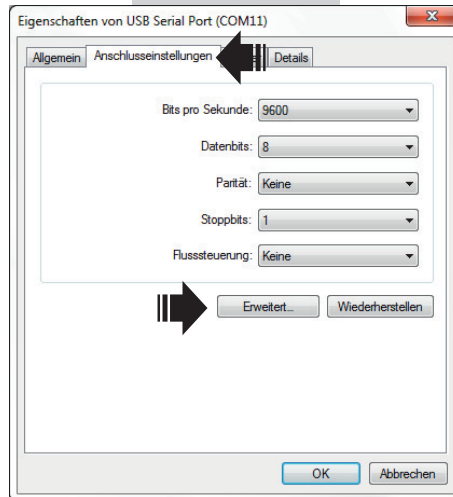 Eigenschaften von USB Serial Port (COM11)
Allgemein Anschlusseinstellungen Details
Bits pro Sekunde: 9600
Datenbits: 8
Parität: Keine
Stoppbits: 1
Flusssteuerung: Keine
Erweitert... Wiederherstellen
OK Abbrechen